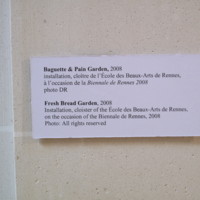 Baguette & Pain Garden, 2008
installation, cloître de l'École des Beaux-Arts de Rennes,
à l'occasion de la Biennale de Rennes 2008
photo DR
Fresh Bread Garden, 2008
Installation, cloister of the École des Beaux-Arts de Rennes,
on the occasion of the Biennale de Rennes, 2008
Photo: All rights reserved